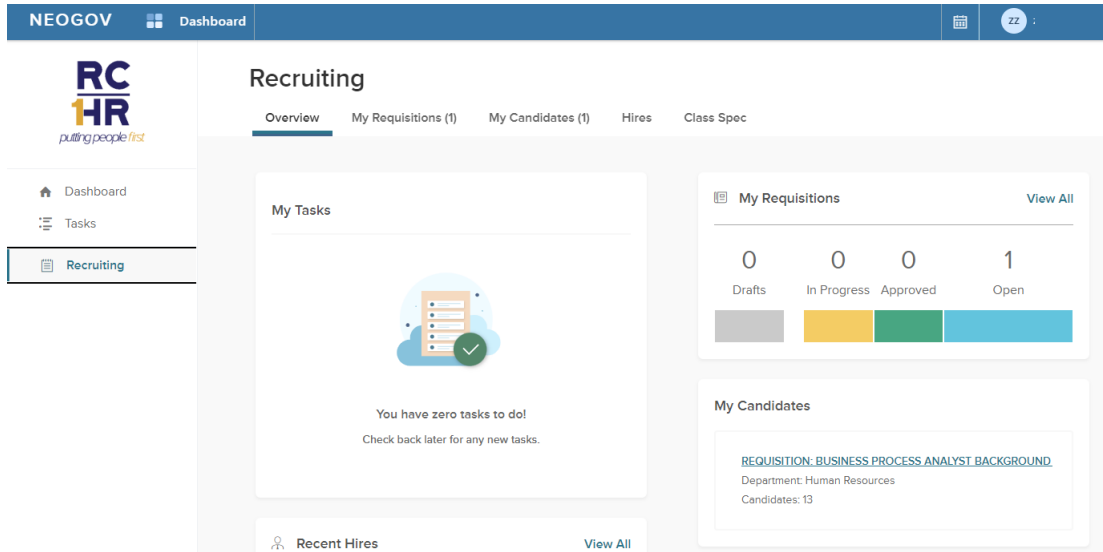 NEOGOV
Dashboard
ZZ
RC
1HR
putting people first
Dashboard
Tasks
Recruiting
Recruiting
Overview
My Requisitions (1)
My Candidates (1)
Hires
Class Spec
My Tasks
You have zero tasks to do!
Check back later for any new tasks.
Recent Hires
View All
My Requisitions
View All
0
0
0
1
Drafts
In Progress
Approved
Open
My Candidates
REQUISITION: BUSINESS PROCESS ANALYST BACKGROUND
Department: Human Resources
Candidates: 13